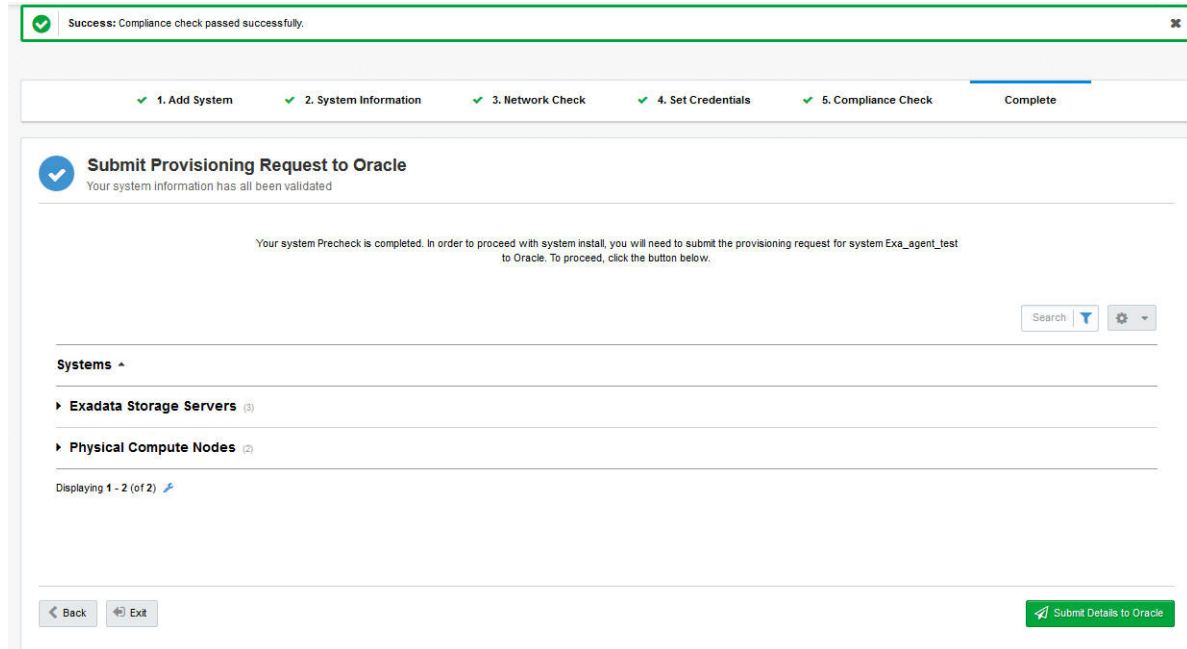 Success: Compliance check passed successfully.
1. Add System
2. System Information
3. Network Check
4. Set Credentials
5. Compliance Check
Complete
Submit Provisioning Request to Oracle
Your system information has all been validated
Your system Precheck is completed. In order to proceed with system install, you will need to submit the provisioning request for system Exa_agent_test
to Oracle. To proceed, click the button below.
Search
Systems
Exadata Storage Servers (3)
Physical Compute Nodes (2)
Displaying 1 - 2 (of 2)
Back
Exit
Submit Details to Oracle